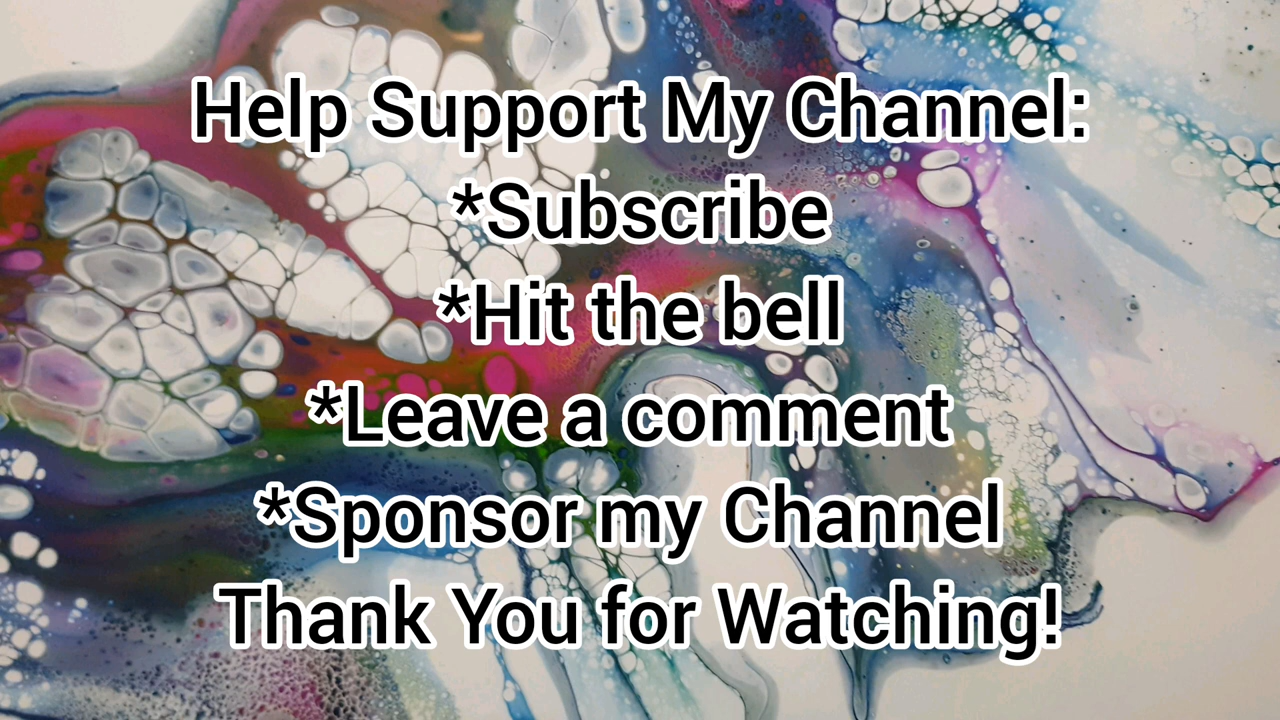 Help Support My Channel:
*Subscribe
*Hit the bell
*Leave a comment
*Sponsor my Channel
Thank You for Watching!